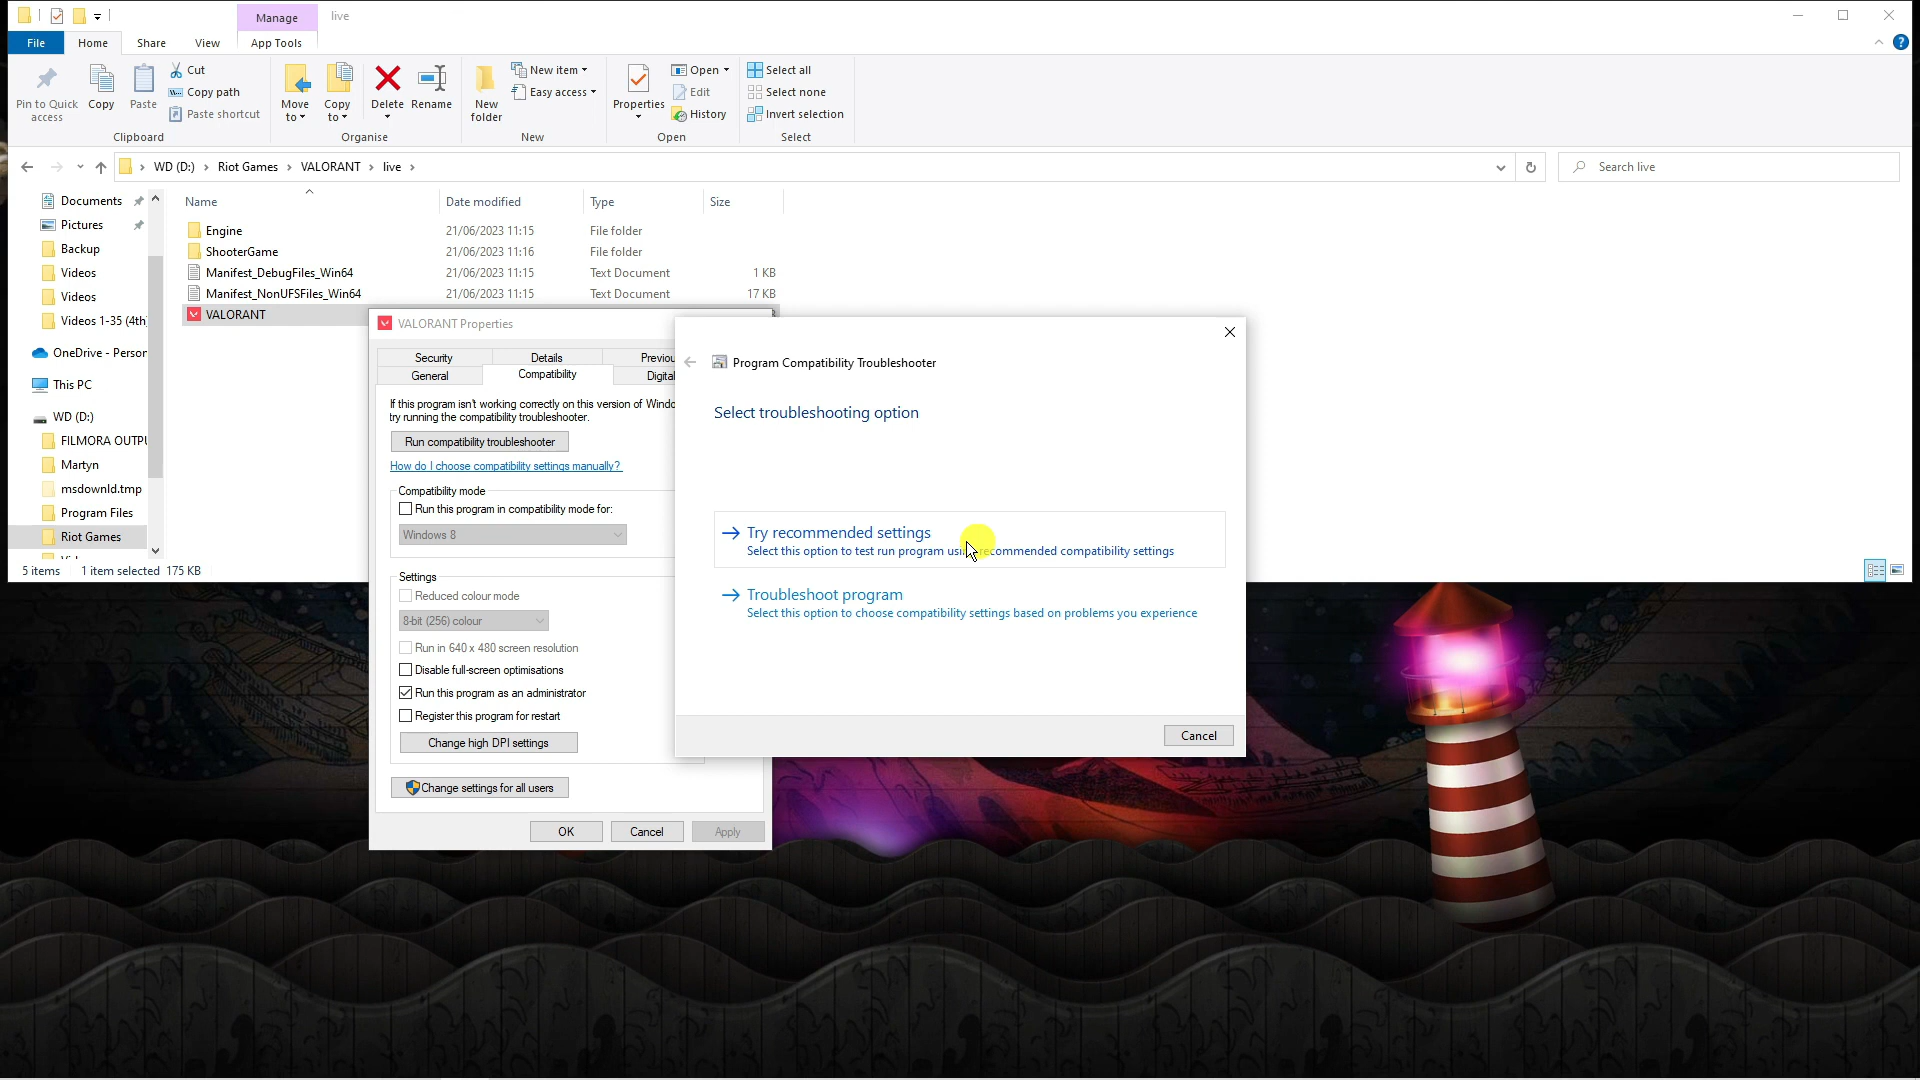 Manage
live
File
Home
Share
View
App Tools
Pin to Quick access
Copy
Paste
Cut
Copy path
Paste shortcut
Clipboard
Move to
Copy to
Delete
Rename
Organise
New folder
New item
Easy access
New
Properties
Open
Edit
History
Open
Select all
Select none
Invert selection
Select
WD (D:) > Riot Games > VALORANT > live >
Search live
Documents
Pictures
Backup
Videos
Videos
Videos 1-35 (4th
OneDrive - Person
This PC
WD (D:)
FILMORA OUTPU
Martyn
msdownld.tmp
Program Files
Riot Games
Name Date modified Type Size
Engine 21/06/2023 11:15 File folder
ShooterGame 21/06/2023 11:16 File folder
Manifest_DebugFiles_Win64 21/06/2023 11:15 Text Document 1 KB
Manifest_NonUFSFiles_Win64 21/06/2023 11:15 Text Document 17 KB
VALORANT
5 items 1 item selected 175 KB
VALORANT Properties
Security Details Previou
General Compatibility Digital
If this program isn't working correctly on this version of Windo
try running the compatibility troubleshooter.
Run compatibility troubleshooter
How do I choose compatibility settings manually?
Compatibility mode
Run this program in compatibility mode for:
Windows 8
Settings
Reduced colour mode
8-bit (256) colour
Run in 640 x 480 screen resolution
Disable full-screen optimisations
Run this program as an administrator
Register this program for restart
Change high DPI settings
Change settings for all users
OK Cancel Apply
Program Compatibility Troubleshooter
Select troubleshooting option
Try recommended settings
Select this option to test run program using recommended compatibility settings
Troubleshoot program
Select this option to choose compatibility settings based on problems you experience
Cancel